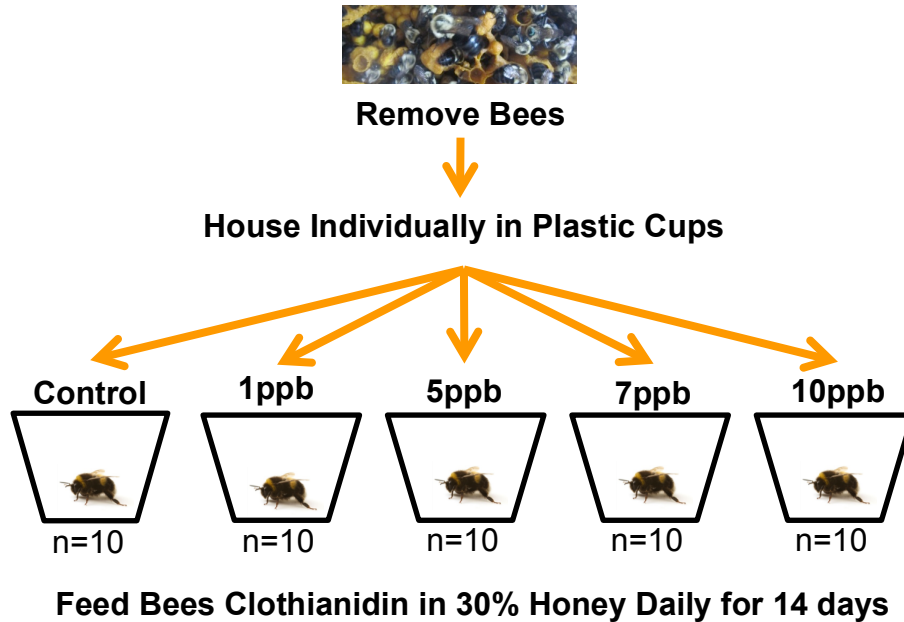 Remove Bees
House Individually in Plastic Cups
Control 1ppb 5ppb 7ppb 10ppb
n=10 n=10 n=10 n=10 n=10
Feed Bees Clothianidin in 30% Honey Daily for 14 days